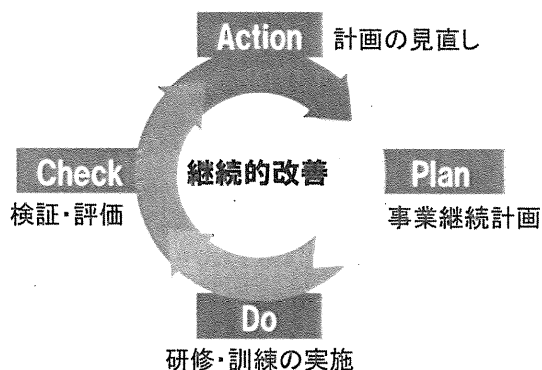 Action
計画の見直し
Check
検証・評価
継続的改善
Plan
事業継続計画
Do
研修・訓練の実施